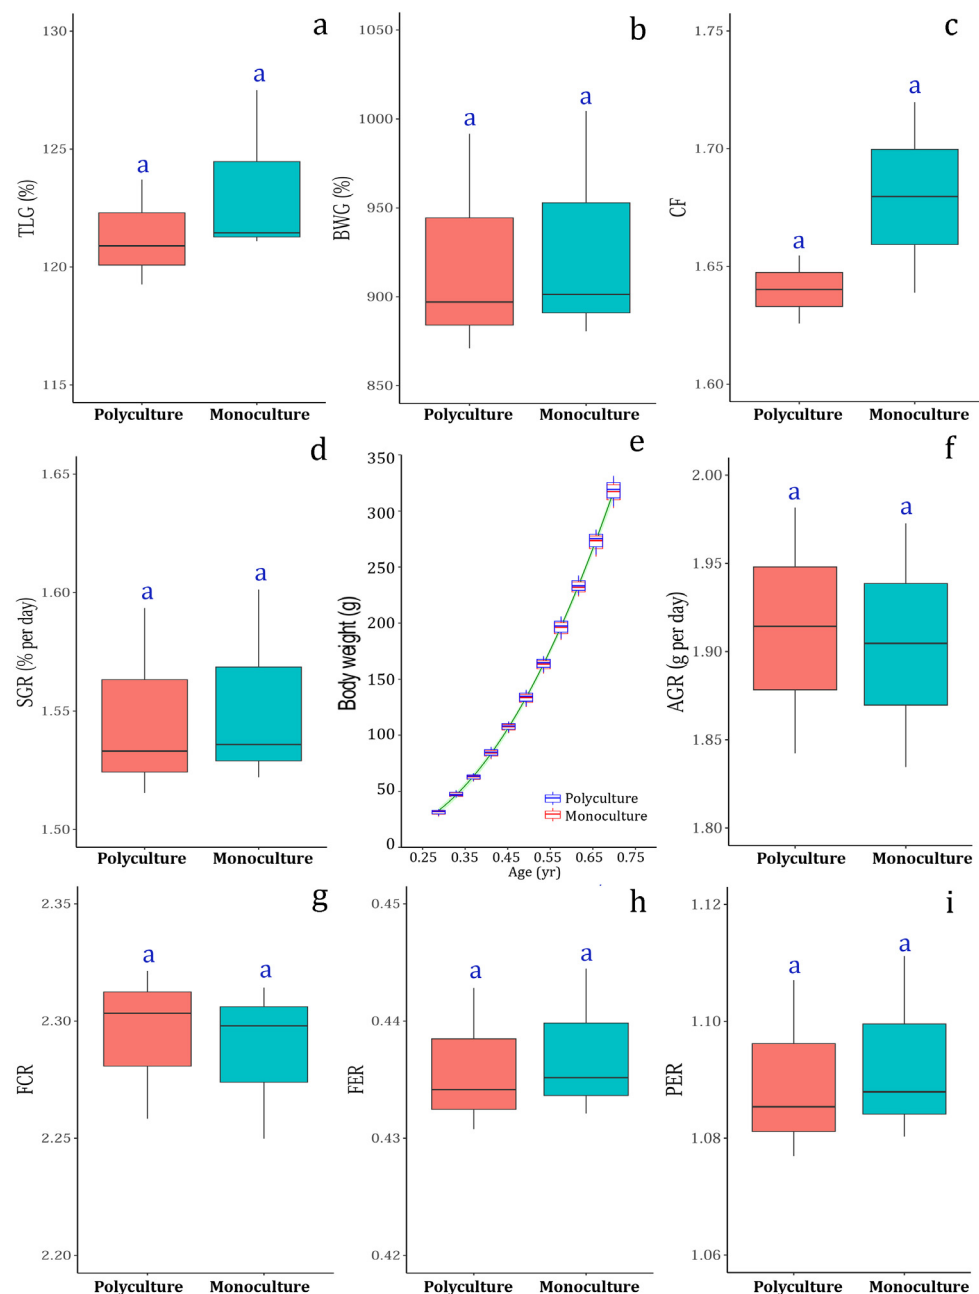 a
TLG (%)
130
125
120
115
a
a
Polyculture Monoculture
b
BWG (%)
1050
1000
950
900
850
a
a
Polyculture Monoculture
c
CF
1.75
1.70
1.65
1.60
a
a
Polyculture Monoculture
d
SGR (% per day)
1.65
1.60
1.55
1.50
a
a
Polyculture Monoculture
e
Body weight (g)
350
300
250
200
150
100
50
0
Polyculture
Monoculture
0.25 0.35 0.45 0.55 0.65 0.75
Age (yr)
f
AGR (g per day)
2.00
1.95
1.90
1.85
1.80
a
a
Polyculture Monoculture
g
FCR
2.35
2.30
2.25
2.20
a
a
Polyculture Monoculture
h
FER
0.45
0.44
0.43
0.42
a
a
Polyculture Monoculture
i
PER
1.12
1.10
1.08
1.06
a
a
Polyculture Monoculture